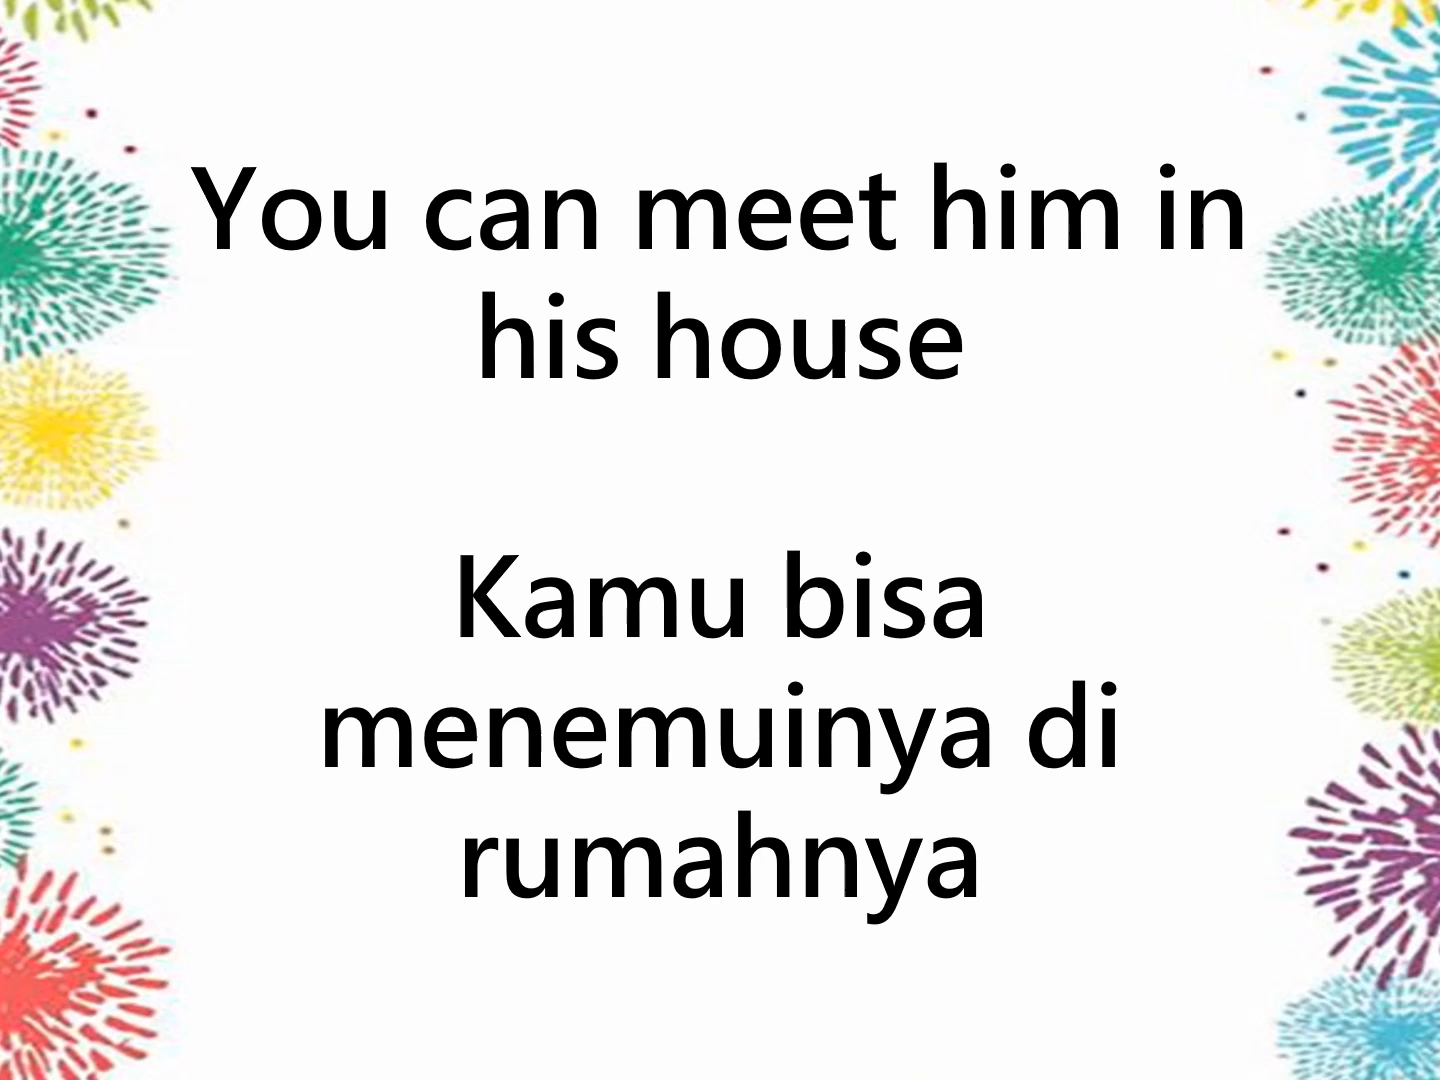 You can meet him in
his house
Kamu bisa
menemuinya di
rumahnya